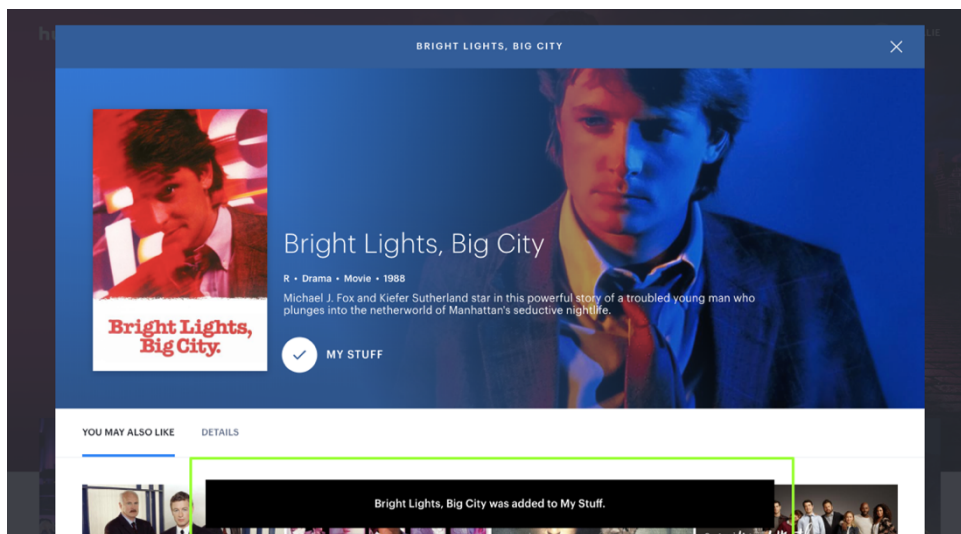 BRIGHT LIGHTS, BIG CITY
Bright Lights,
Big City.
Bright Lights, Big City
R • Drama • Movie • 1988
Michael J. Fox and Kiefer Sutherland star in this powerful story of a troubled young man who
plunges into the netherworld of Manhattan's seductive nightlife.
MY STUFF
YOU MAY ALSO LIKE DETAILS
Bright Lights, Big City was added to My Stuff.